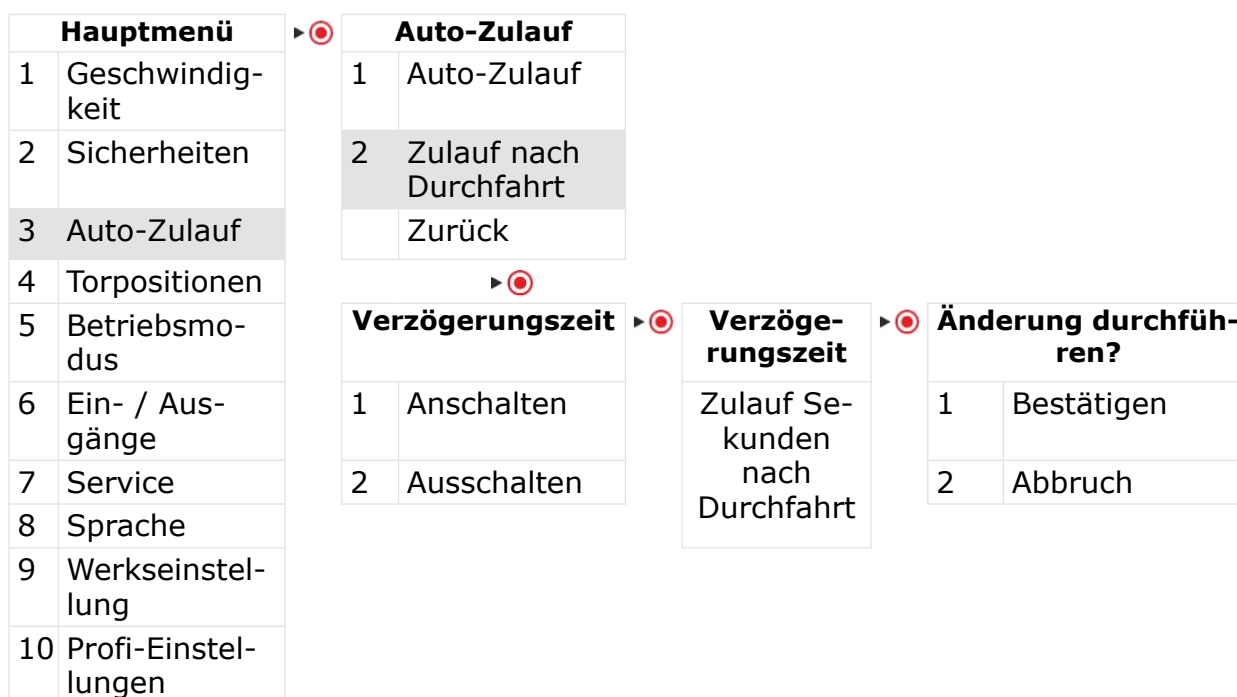 Hauptmenü
1 Geschwindig-
keit
2 Sicherheiten
3 Auto-Zulauf
4 Torpositionen
5 Betriebsmo-
dus
6 Ein- / Aus-
gänge
7 Service
8 Sprache
9 Werkseinstel-
lung
10 Profi-Einstel-
lungen
Auto-Zulauf
1 Auto-Zulauf
2 Zulauf nach
Durchfahrt
Zurück
Verzögerungszeit
1 Anschalten
2 Ausschalten
Verzöge-
rungszeit
Zulauf Se-
kunden
nach
Durchfahrt
Änderung durchfüh-
ren?
1 Bestätigen
2 Abbruch